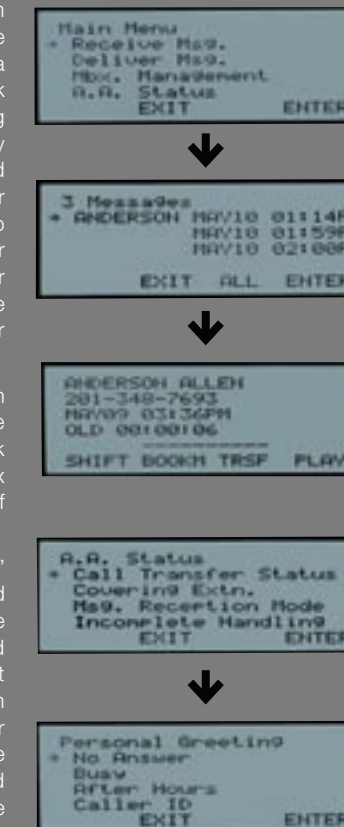 Main Menu
Receive Msg.
Deliver Msg.
Mbx. Management
A.A. Status
EXIT ENTER
3 Messages
ANDERSON MAY10 01:14P
MAY10 01:59P
MAY10 02:00P
EXIT ALL ENTER
ANDERSON ALLEN
201-348-7693
MAY09 03:36PM
OLD 00:00:06
SHIFT BOOKM TRSF PLAY
A.A. Status
Call Transfer Status
Covering Extn.
Msg. Reception Mode
Incomplete Handling
EXIT ENTER
Personal Greeting
No Answer
Busy
After Hours
Caller ID
EXIT ENTER